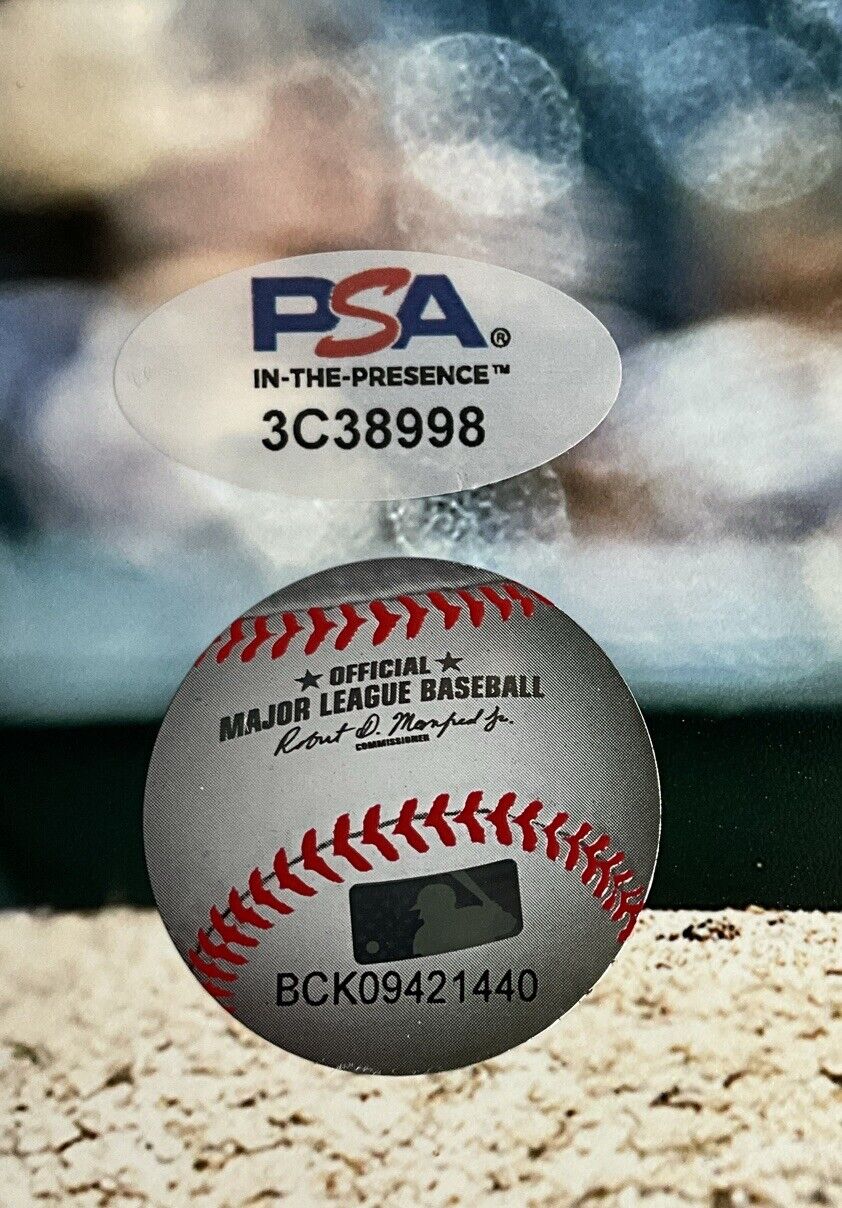 PSA®
IN-THE-PRESENCE™
3C38998
★ OFFICIAL ★
MAJOR LEAGUE BASEBALL
Robert D. Manfred Jr.
COMMISSIONER
BCK09421440